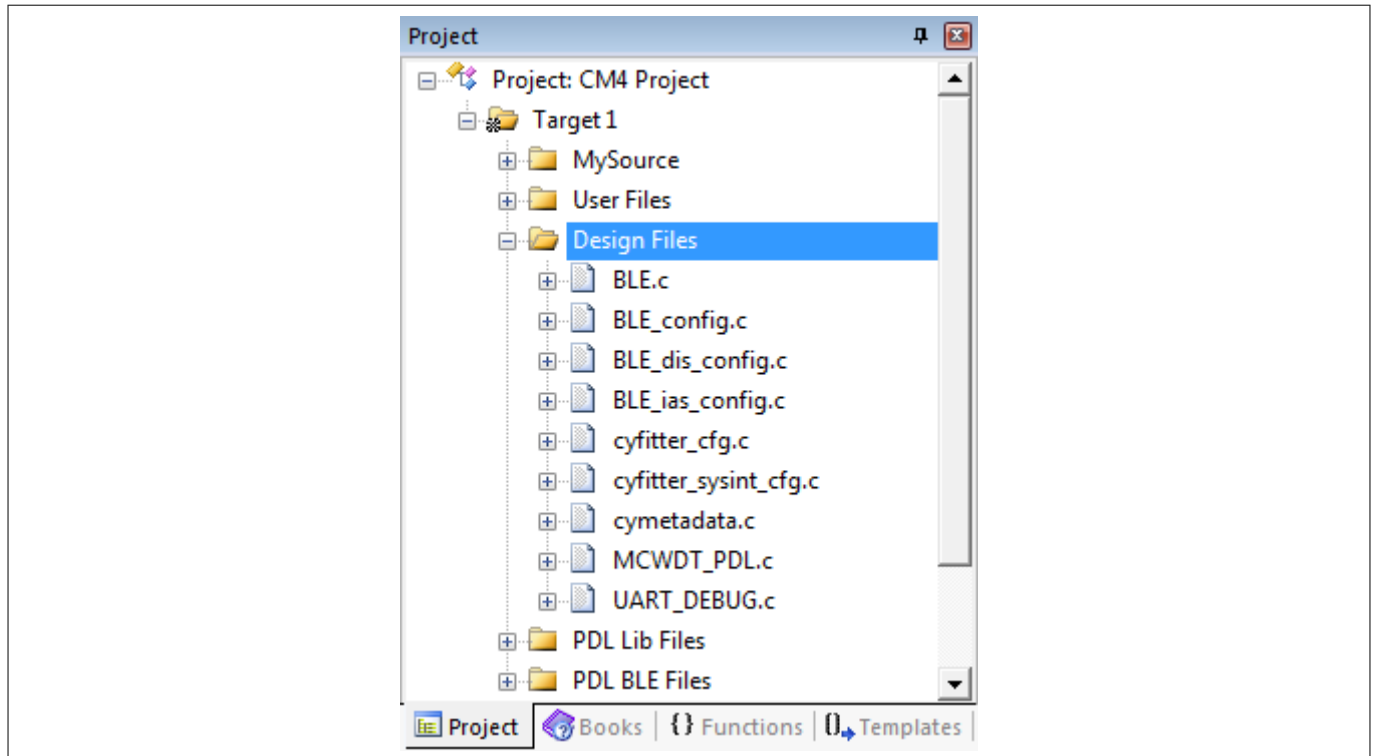 Project
Project: CM4 Project
Target 1
MySource
User Files
Design Files
BLE.c
BLE_config.c
BLE_dis_config.c
BLE_ias_config.c
cyfitter_cfg.c
cyfitter_sysint_cfg.c
cymetadata.c
MCWDT_PDL.c
UART_DEBUG.c
PDL Lib Files
PDL BLE Files
Project Books {} Functions 0 Templates